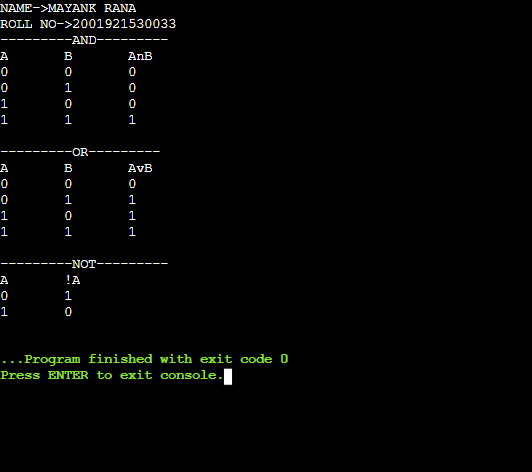 NAME->MAYANK RANA
ROLL NO->2001921530033
---------AND---------
A B AnB
0 0 0
0 1 0
1 0 0
1 1 1
---------OR---------
A B AvB
0 0 0
0 1 1
1 0 1
1 1 1
---------NOT---------
A !A
0 1
1 0
...Program finished with exit code 0
Press ENTER to exit console.